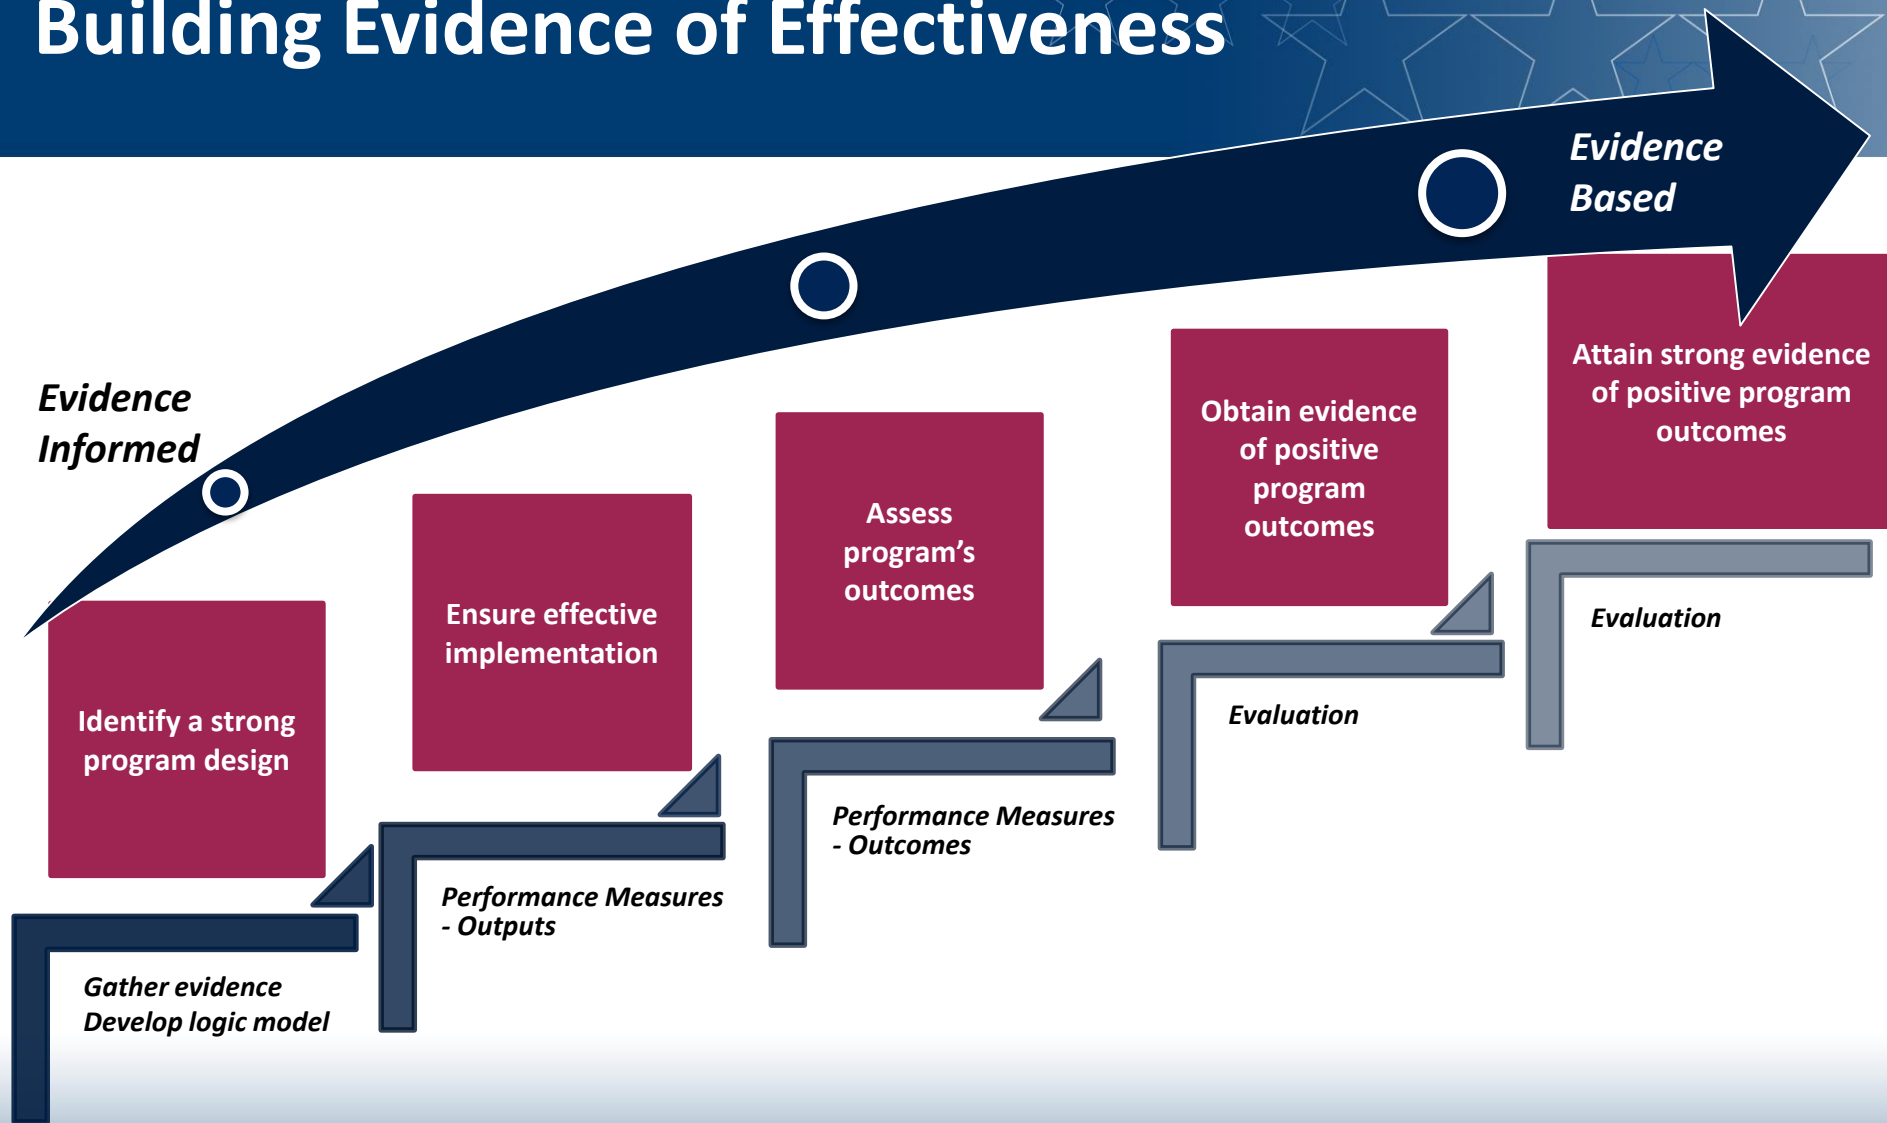 Building Evidence of Effectiveness
Evidence
Based
Evidence
Informed
Identify a strong
program design
Gather evidence
Develop logic model
Ensure effective
implementation
Performance Measures
- Outputs
Assess
program’s
outcomes
Performance Measures
- Outcomes
Obtain evidence
of positive
program
outcomes
Evaluation
Attain strong evidence
of positive program
outcomes
Evaluation